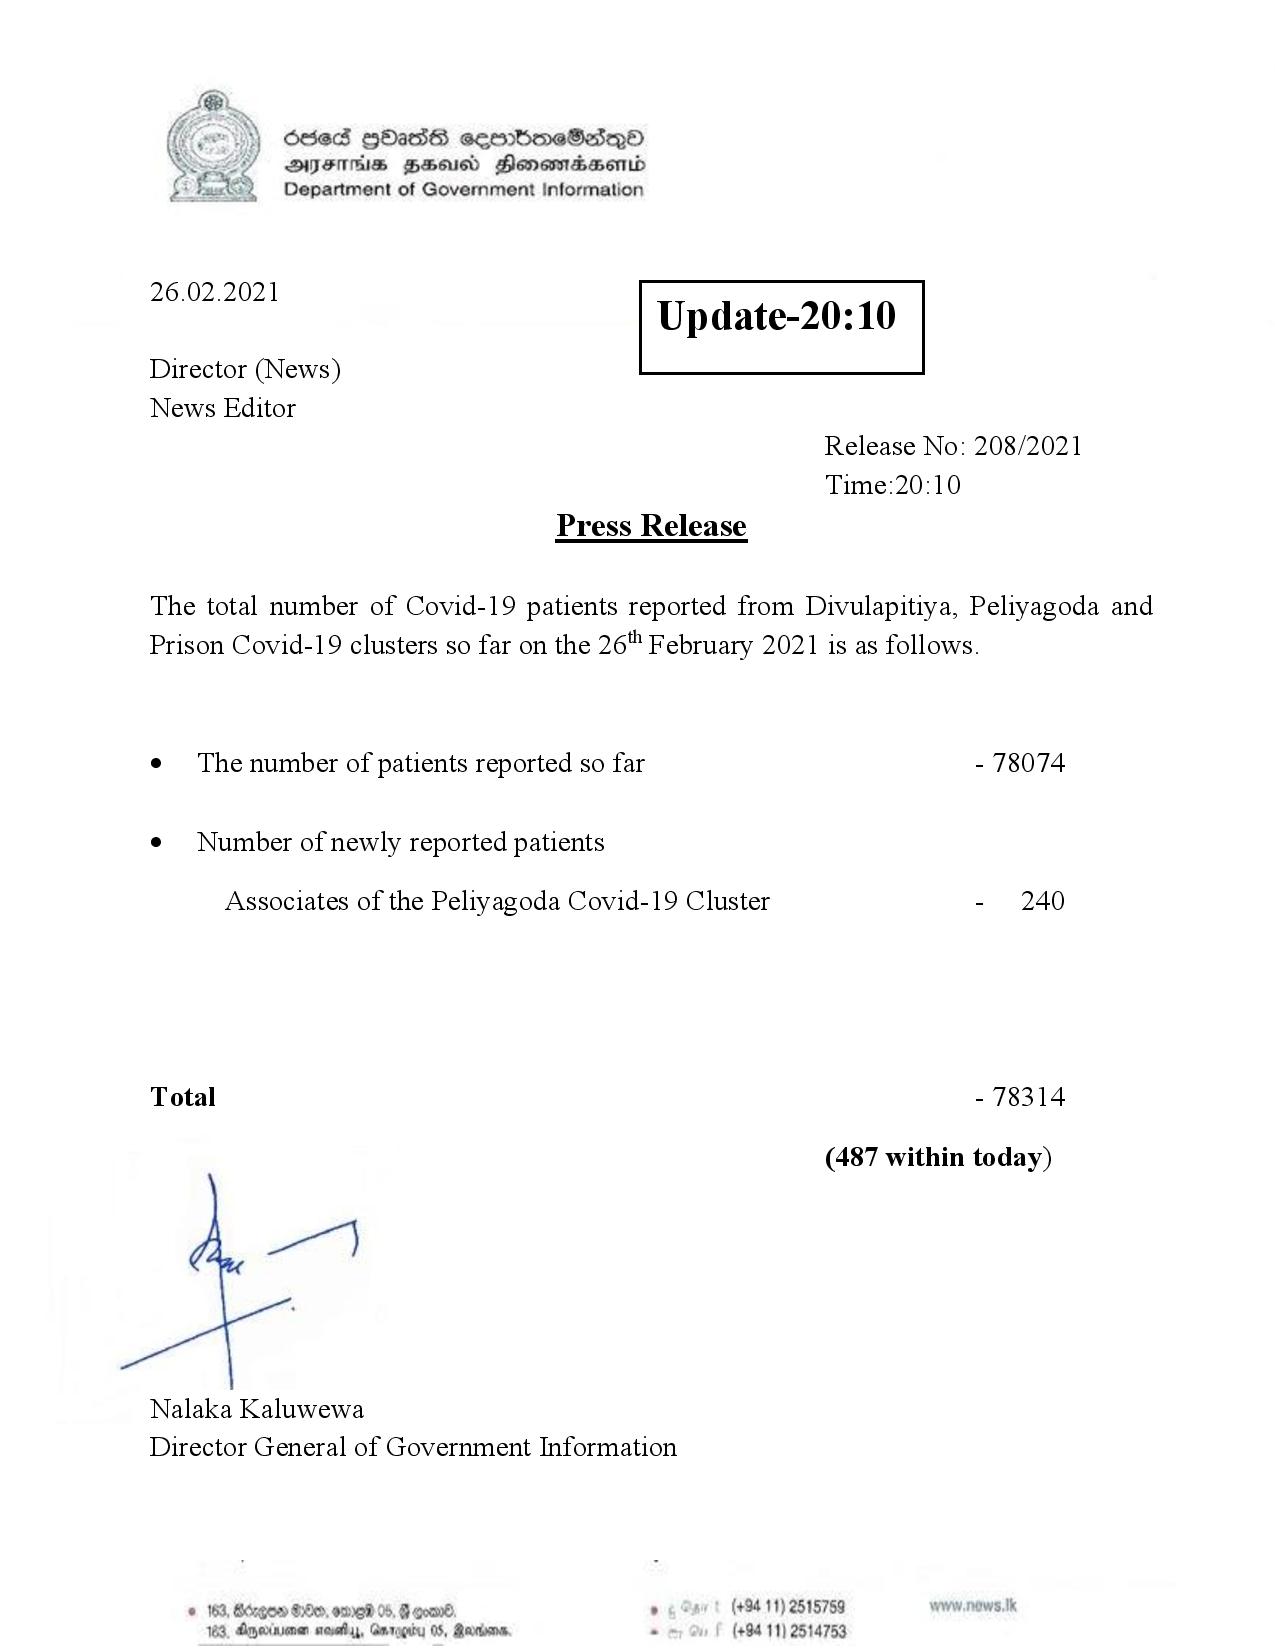 රජයේ ප්‍රවෘත්ති දෙපාර්තමේන්තුව
அரசாங்க தகவல் திணைக்களம்
Department of Government Information
26.02.2021
Update-20:10
Director (News)
News Editor
Release No: 208/2021
Time:20:10
Press Release
The total number of Covid-19 patients reported from Divulapitiya, Peliyagoda and
Prison Covid-19 clusters so far on the 26th February 2021 is as follows.
• The number of patients reported so far - 78074
• Number of newly reported patients
Associates of the Peliyagoda Covid-19 Cluster - 240
Total - 78314
(487 within today)
Nalaka Kaluwewa
Director General of Government Information
163, කිරුලපන මාවත, කොළඹ 05, ශ්‍රී ලංකාව.
163, கிருலப்பனை எவனியூ, கொழும்பு 05, இலங்கை.
(+94 11) 2515759
(+94 11) 2514753
www.news.lk